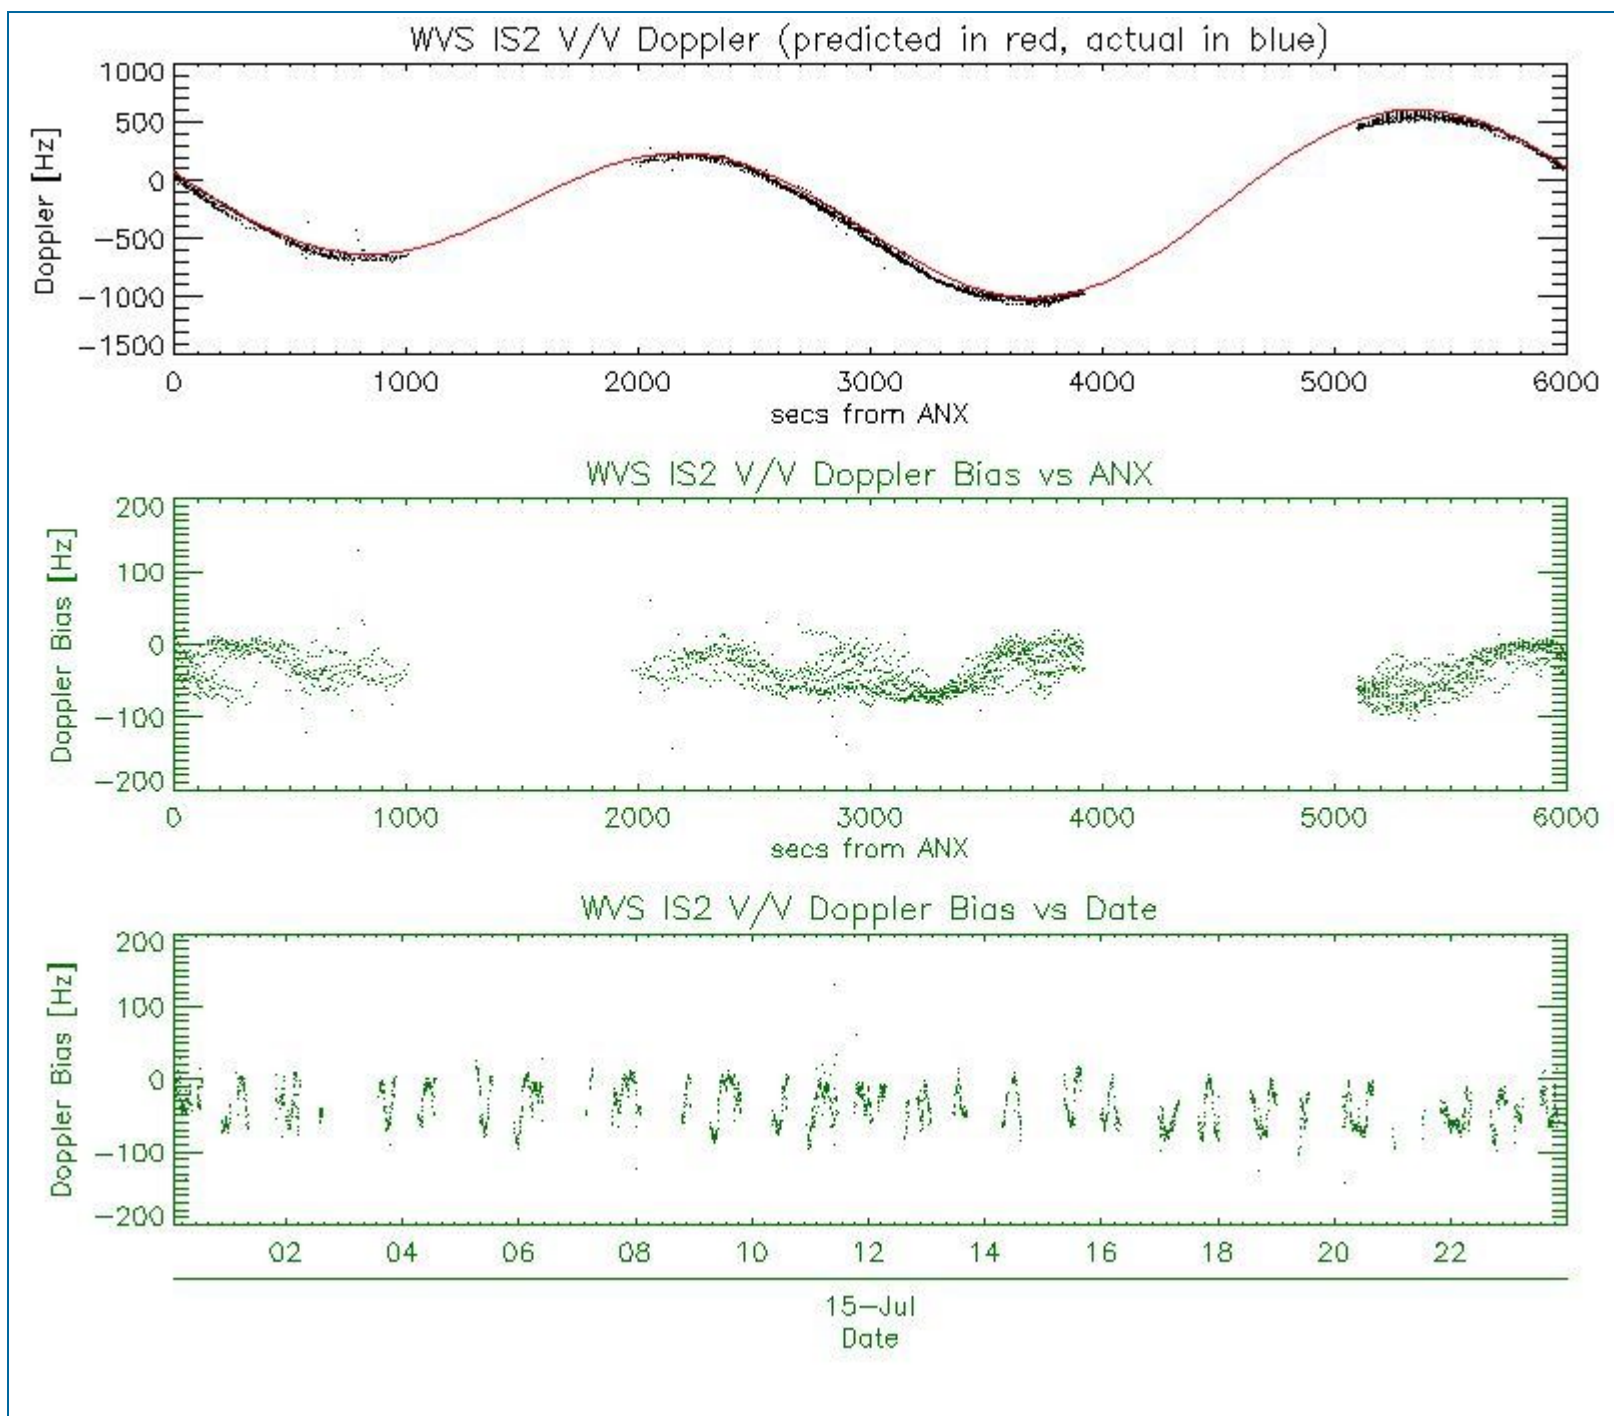 WVS IS2 V/V Doppler (predicted in red, actual in blue)
Doppler [Hz]
1000
500
0
−500
−1000
−1500
0 1000 2000 3000 4000 5000 6000
secs from ANX
WVS IS2 V/V Doppler Bias vs ANX
Doppler Bias [Hz]
200
100
0
−100
−200
0 1000 2000 3000 4000 5000 6000
secs from ANX
WVS IS2 V/V Doppler Bias vs Date
Doppler Bias [Hz]
200
100
0
−100
−200
02 04 06 08 10 12 14 16 18 20 22
15−Jul
Date